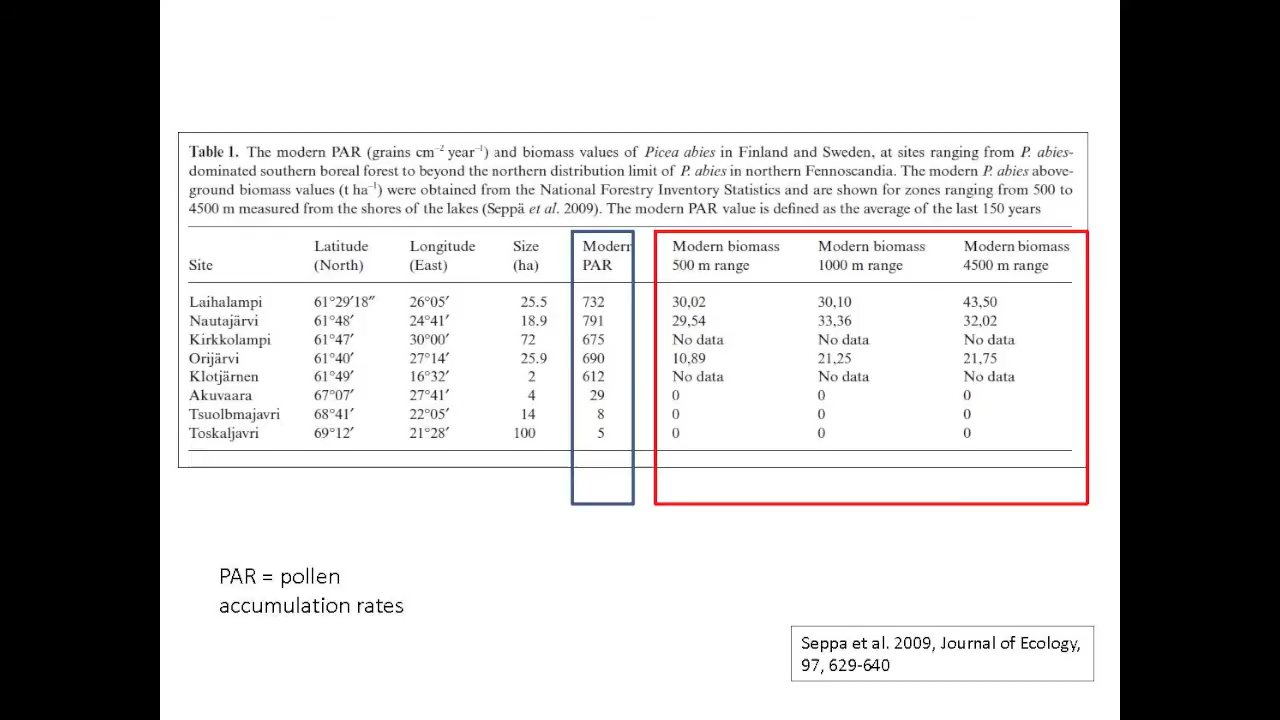 Table 1. The modern PAR (grains cm⁻² year⁻¹) and biomass values of Picea abies in Finland and Sweden, at sites ranging from P. abies-
dominated southern boreal forest to beyond the northern distribution limit of P. abies in northern Fennoscandia. The modern P. abies above-
ground biomass values (t ha⁻¹) were obtained from the National Forestry Inventory Statistics and are shown for zones ranging from 500 to
4500 m measured from the shores of the lakes (Seppä et al. 2009). The modern PAR value is defined as the average of the last 150 years
Latitude Longitude Size Modern Modern biomass Modern biomass Modern biomass
Site (North) (East) (ha) PAR 500 m range 1000 m range 4500 m range
Laihalampi 61°29′18″ 26°05′ 25.5 732 30,02 30,10 43,50
Nautajärvi 61°48′ 24°41′ 18.9 791 29,54 33,36 32,02
Kirkkolampi 61°47′ 30°00′ 72 675 No data No data No data
Orijärvi 61°40′ 27°14′ 25.9 690 10,89 21,25 21,75
Klotjärnen 61°49′ 16°32′ 2 612 No data No data No data
Akuvaara 67°07′ 27°41′ 4 29 0 0 0
Tsuolbmajavri 68°41′ 22°05′ 14 8 0 0 0
Toskaljavri 69°12′ 21°28′ 100 5 0 0 0
PAR = pollen
accumulation rates
Seppa et al. 2009, Journal of Ecology,
97, 629-640